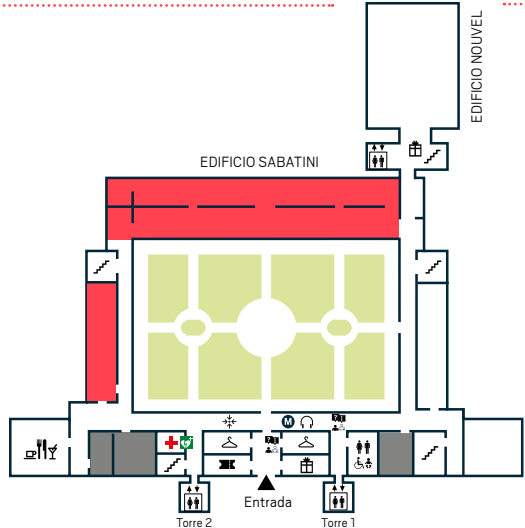 EDIFICIO NOUVEL
EDIFICIO SABATINI
M
Entrada
Torre 2
Torre 1